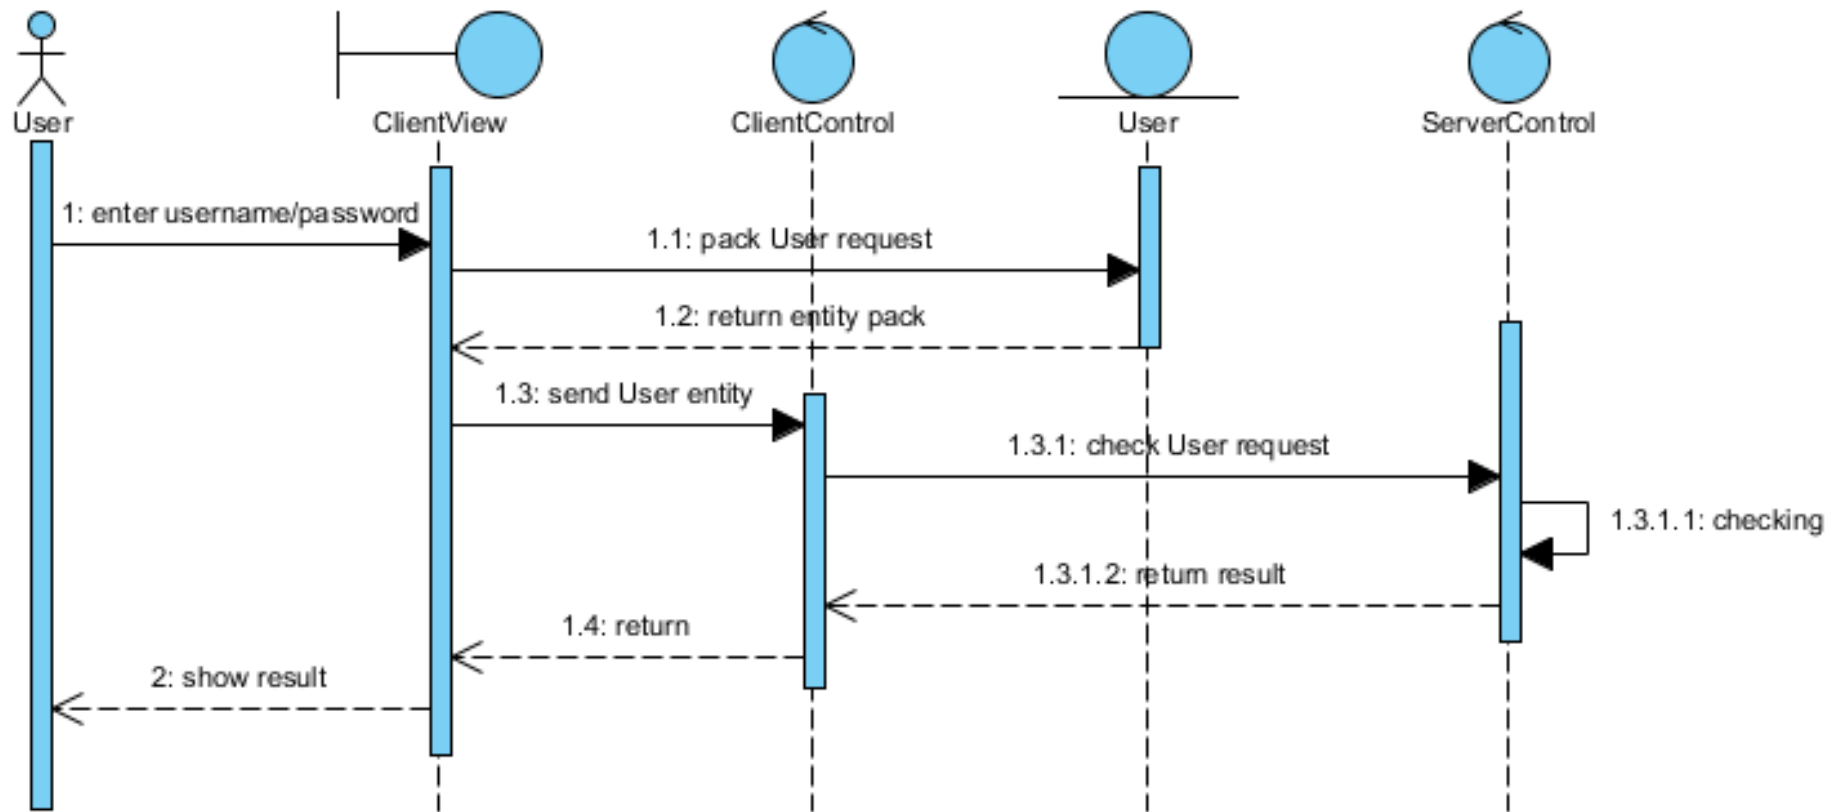 User
ClientView
ClientControl
User
ServerControl
1: enter username/password
1.1: pack User request
1.2: return entity pack
1.3: send User entity
1.3.1: check User request
1.3.1.1: checking
1.3.1.2: return result
1.4: return
2: show result